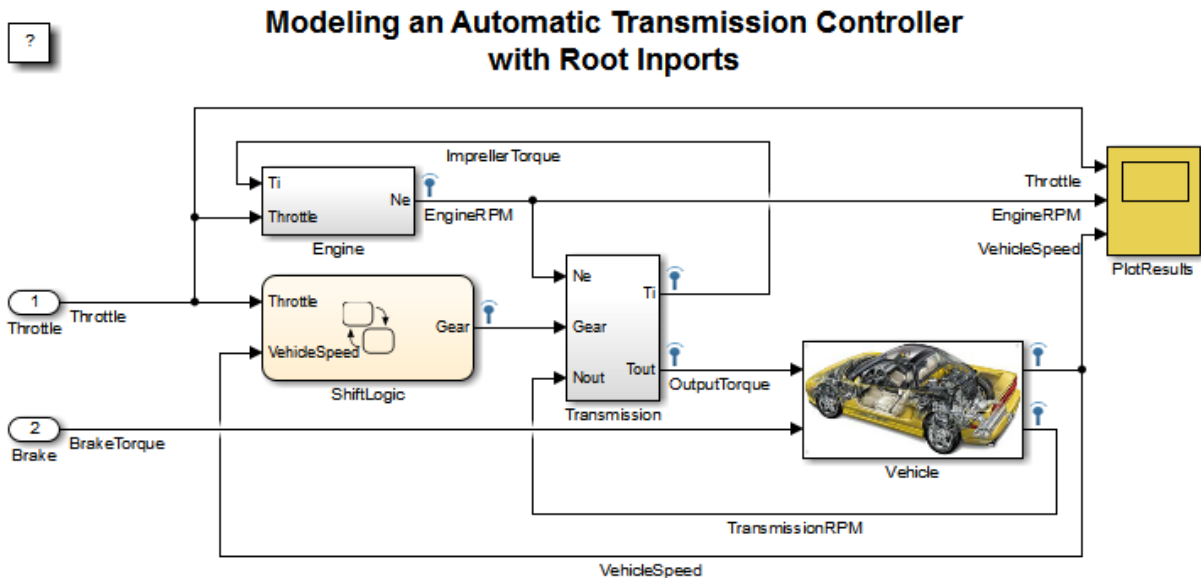 Modeling an Automatic Transmission Controller
with Root Inports
?
ImprellerTorque
Ti
Throttle
Ne
EngineRPM
Engine
Throttle
EngineRPM
VehicleSpeed
PlotResults
1
Throttle
Throttle
Throttle
VehicleSpeed
Gear
ShiftLogic
Ne
Gear
Nout
Ti
Tout
Transmission
OutputTorque
Vehicle
2
Brake
BrakeTorque
TransmissionRPM
VehicleSpeed